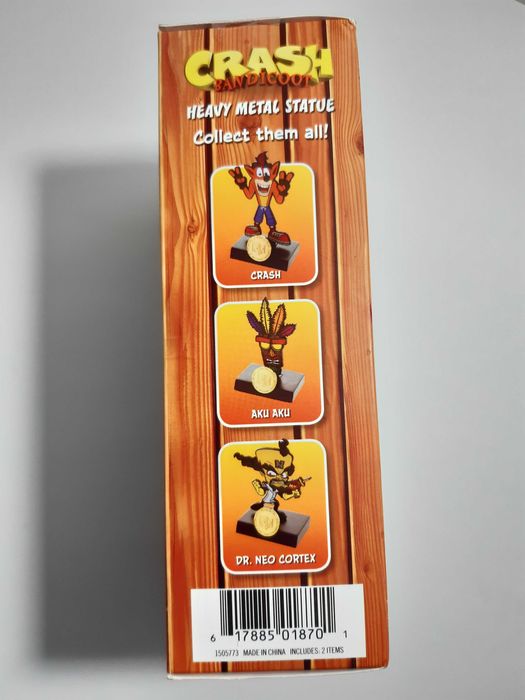 CRASH
BANDICOOT
HEAVY METAL STATUE
Collect them all!
CRASH
AKU AKU
DR. NEO CORTEX
6 17885 01870 1
1505773 MADE IN CHINA INCLUDES: 2 ITEMS